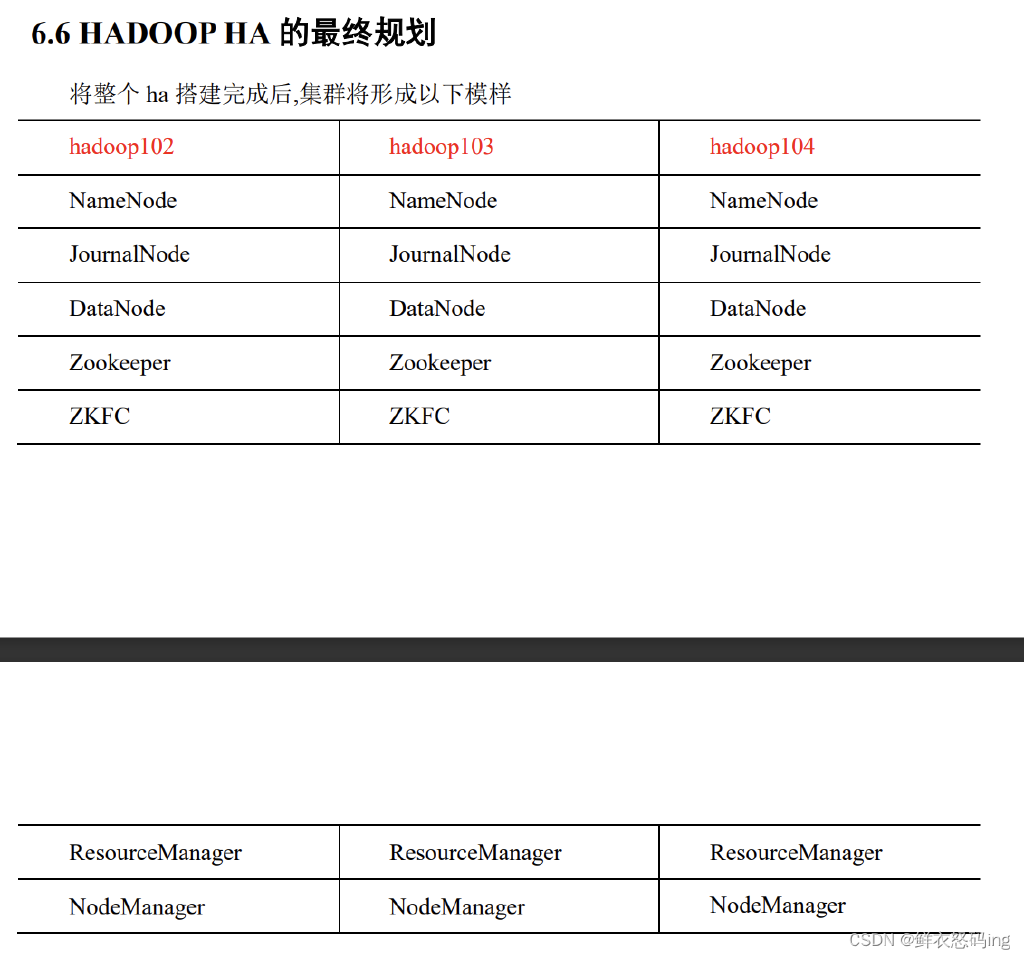 6.6 HADOOP HA 的最终规划
将整个 ha 搭建完成后,集群将形成以下模样
hadoop102 hadoop103 hadoop104
NameNode NameNode NameNode
JournalNode JournalNode JournalNode
DataNode DataNode DataNode
Zookeeper Zookeeper Zookeeper
ZKFC ZKFC ZKFC
ResourceManager ResourceManager ResourceManager
NodeManager NodeManager NodeManager
CSDN @鲜衣怒码ing